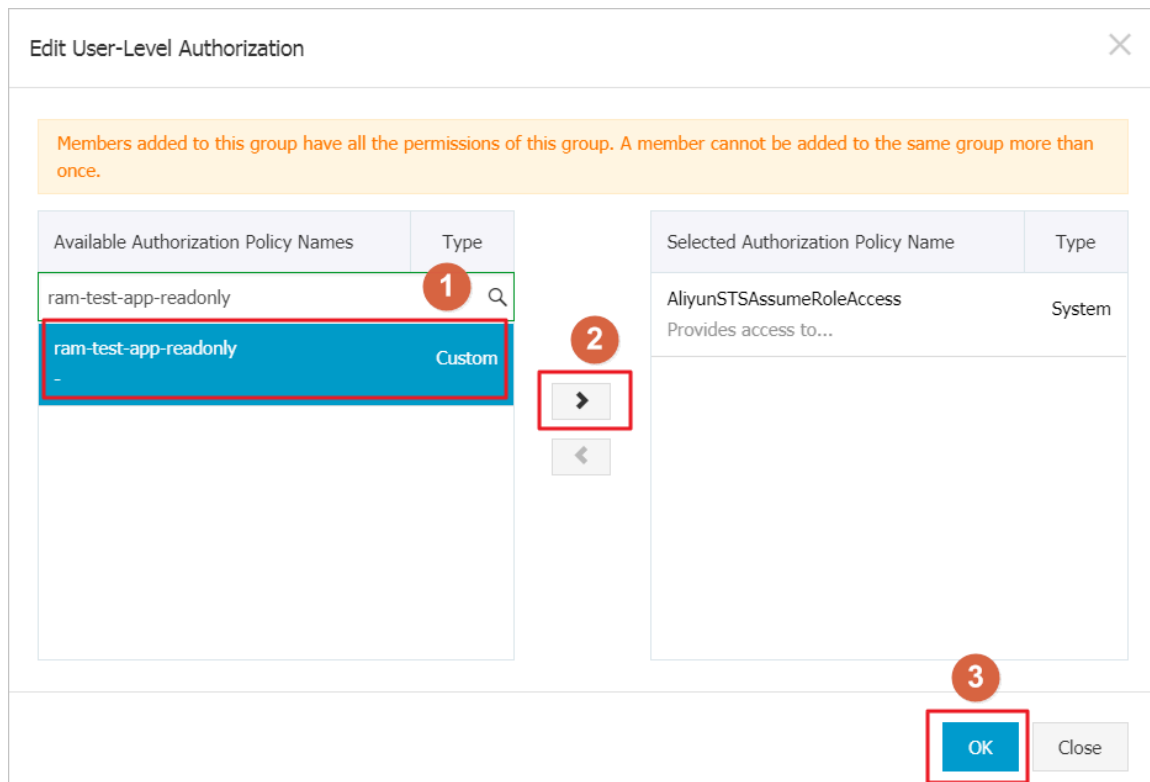 Edit User-Level Authorization
Members added to this group have all the permissions of this group. A member cannot be added to the same group more than
once.
Available Authorization Policy Names Type
ram-test-app-readonly 1
ram-test-app-readonly Custom
-
2
Selected Authorization Policy Name Type
AliyunSTSAssumeRoleAccess System
Provides access to...
3
OK Close